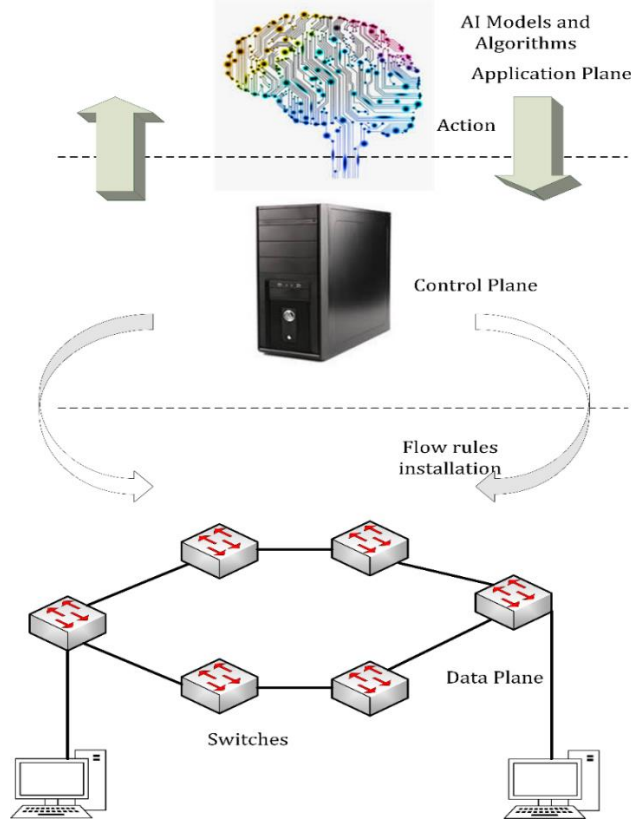 AI Models and
Algorithms
Application Plane
Action
Control Plane
Flow rules
installation
Data Plane
Switches